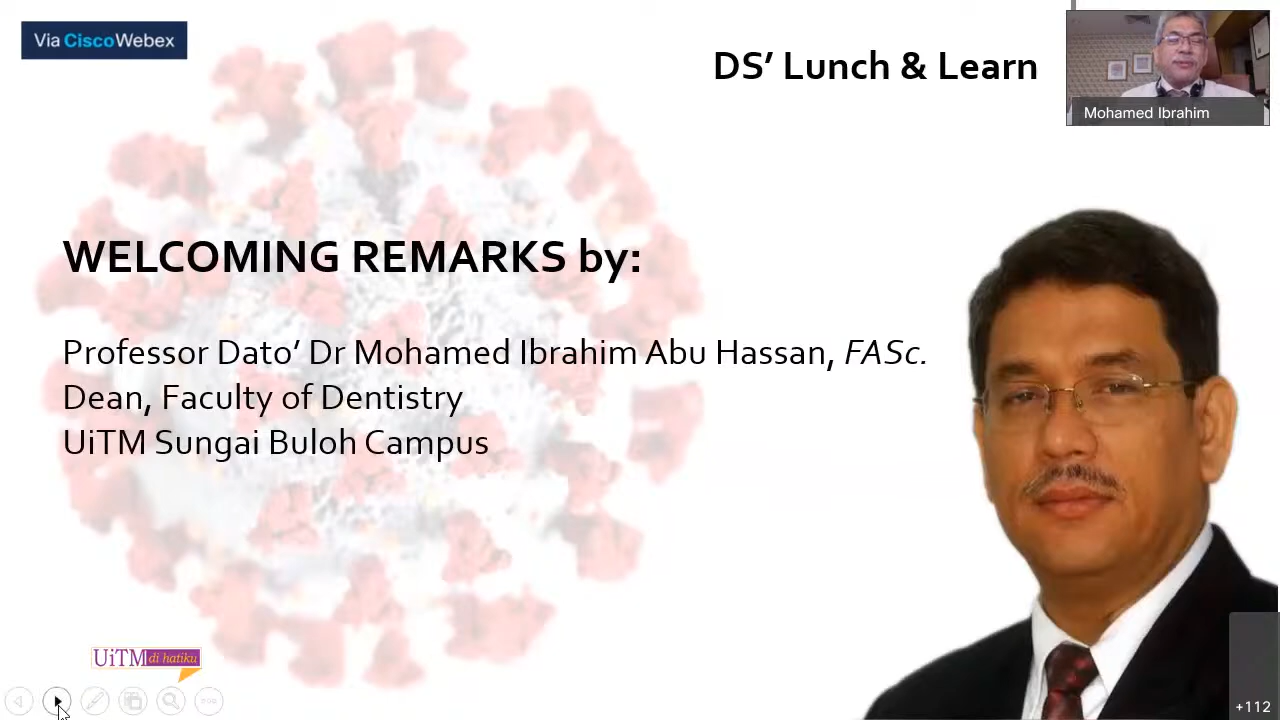 Via CiscoWebex
DS’ Lunch & Learn
Mohamed Ibrahim
WELCOMING REMARKS by:
Professor Dato’ Dr Mohamed Ibrahim Abu Hassan, FASc.
Dean, Faculty of Dentistry
UiTM Sungai Buloh Campus
UiTM di hatiku
+112